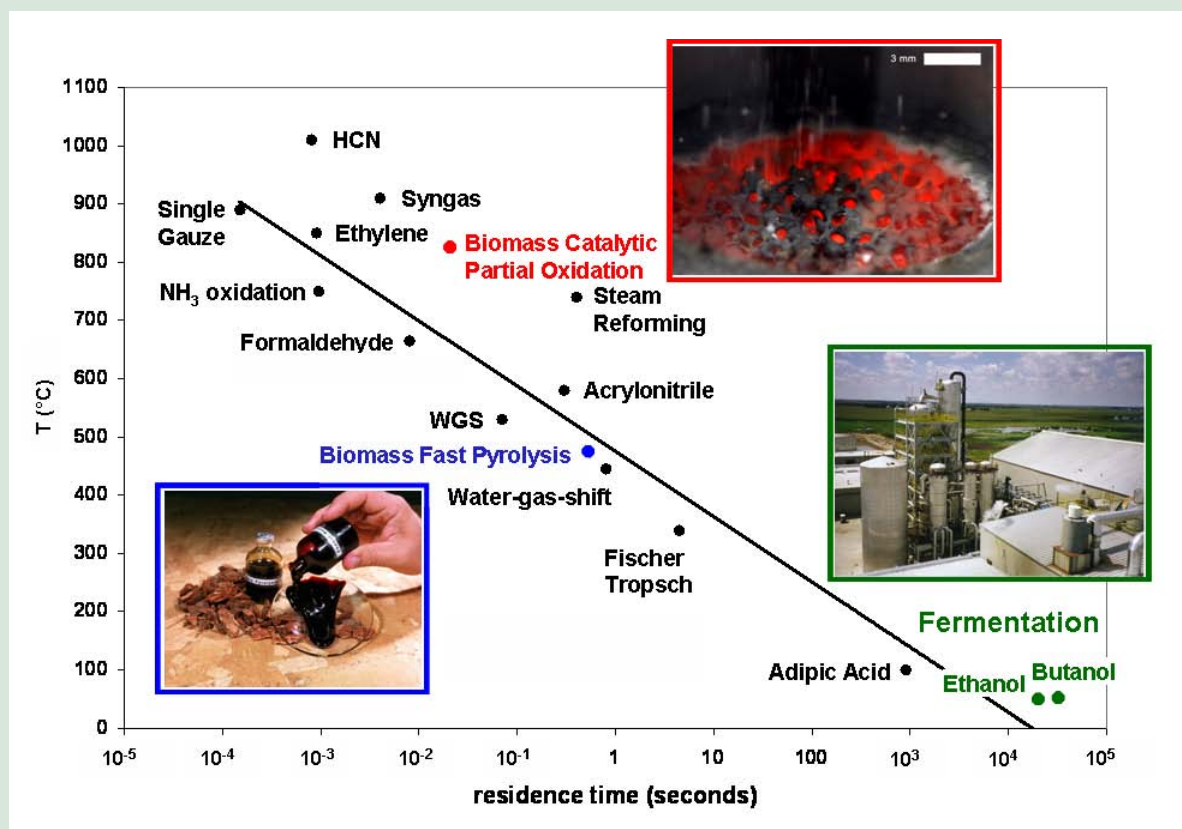 3 mm
1100
1000
900
800
700
600
500
400
300
200
100
0
T (°C)
HCN
Single
Gauze
Syngas
Ethylene
Biomass Catalytic
Partial Oxidation
NH₃ oxidation
Steam
Reforming
Formaldehyde
Acrylonitrile
WGS
Biomass Fast Pyrolysis
Water-gas-shift
Fischer
Tropsch
Fermentation
Adipic Acid
Ethanol
Butanol
10⁻⁵ 10⁻⁴ 10⁻³ 10⁻² 10⁻¹ 1 10 100 10³ 10⁴ 10⁵
residence time (seconds)